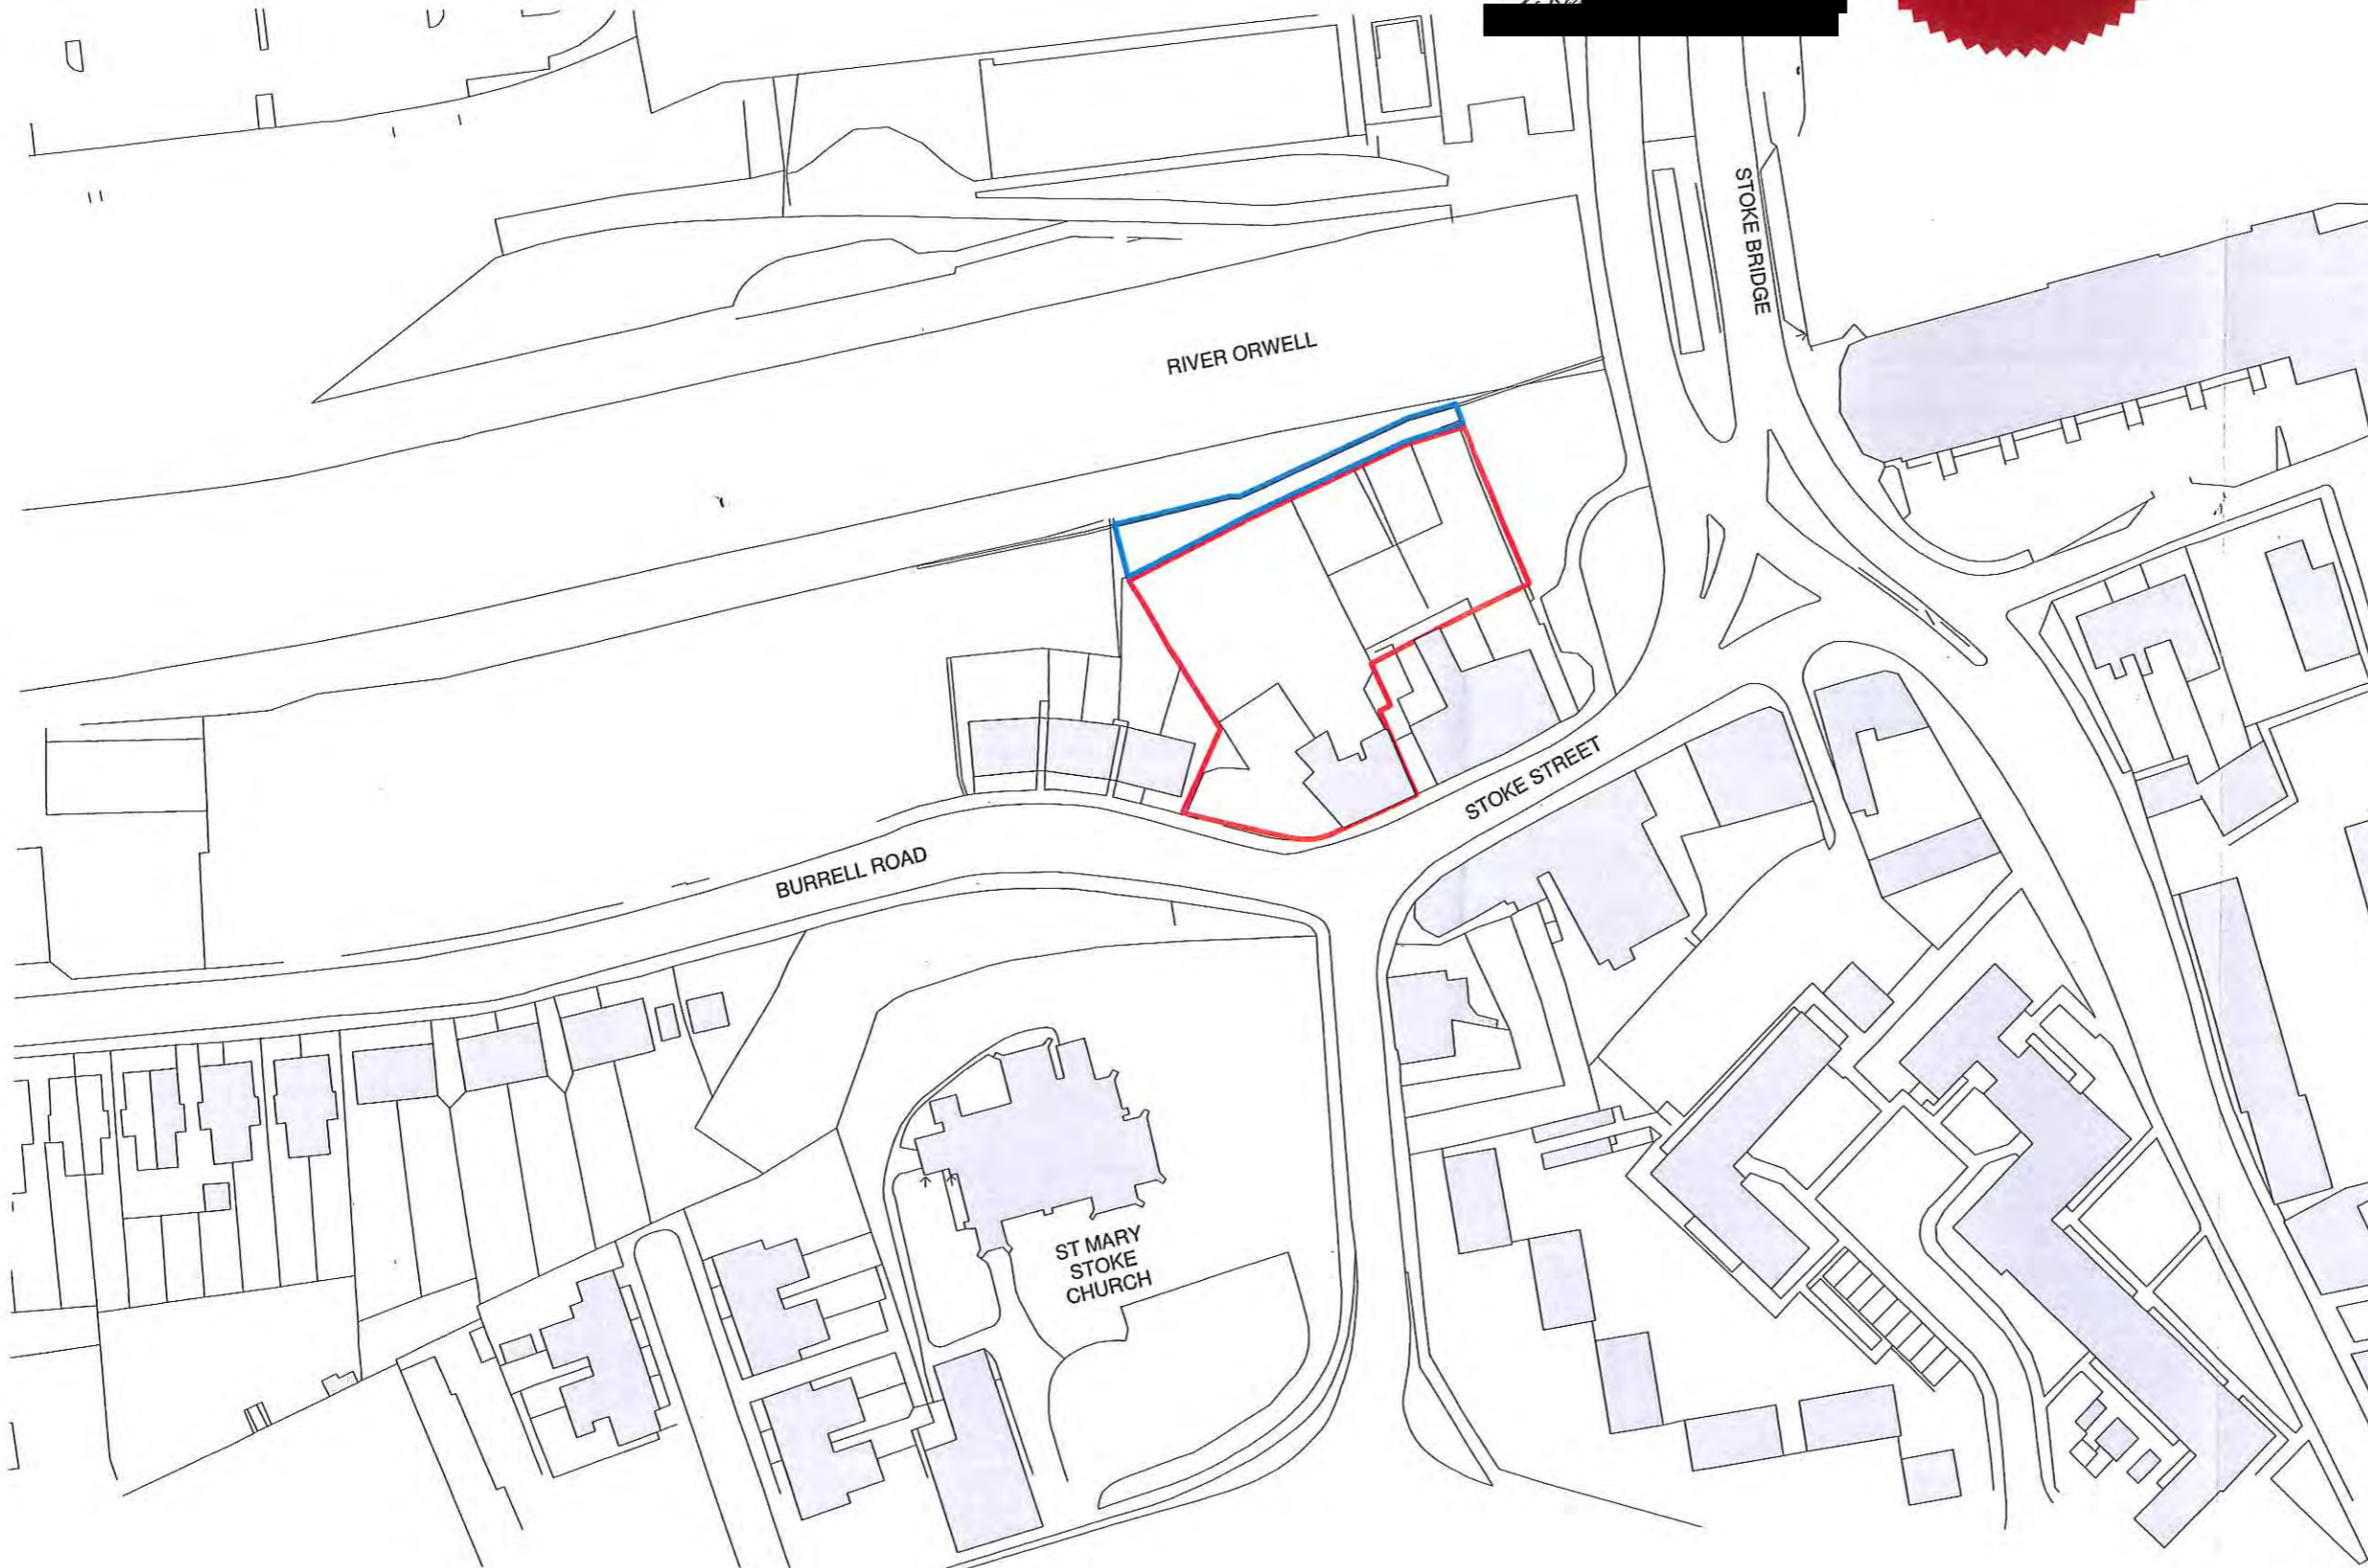 STOKE BRIDGE
RIVER ORWELL
STOKE STREET
BURRELL ROAD
ST MARY
STOKE
CHURCH